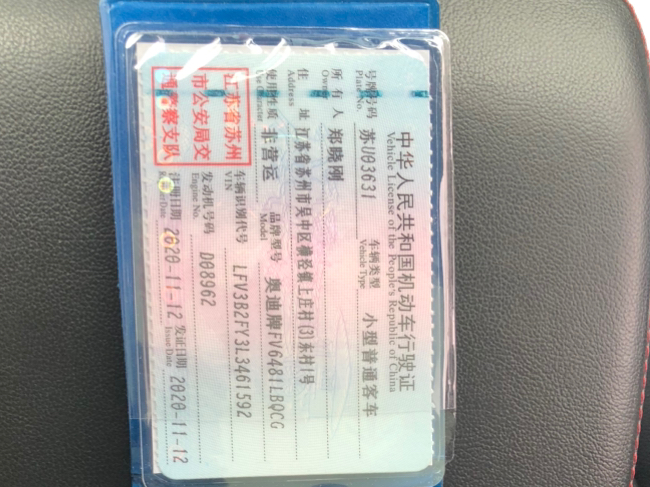 中华人民共和国机动车行驶证
Vehicle License of the People's Republic of China
号牌号码 苏U03631 车辆类型 小型普通客车
Plate No. Vehicle Type
所有人 郑晓刚
Owner
住址 江苏省苏州市吴中区横泾镇上庄村(3)东村1号
Address
使用性质 非营运 品牌型号 奥迪牌FV6481LBQCG
Use Character Model
江苏省苏州市公安局交通警察支队
车辆识别代号 LFV3B2FY3L3461592
VIN
发动机号码 D08962
Engine No.
注册日期 2020-11-12 发证日期 2020-11-12
Register Date Issue Date